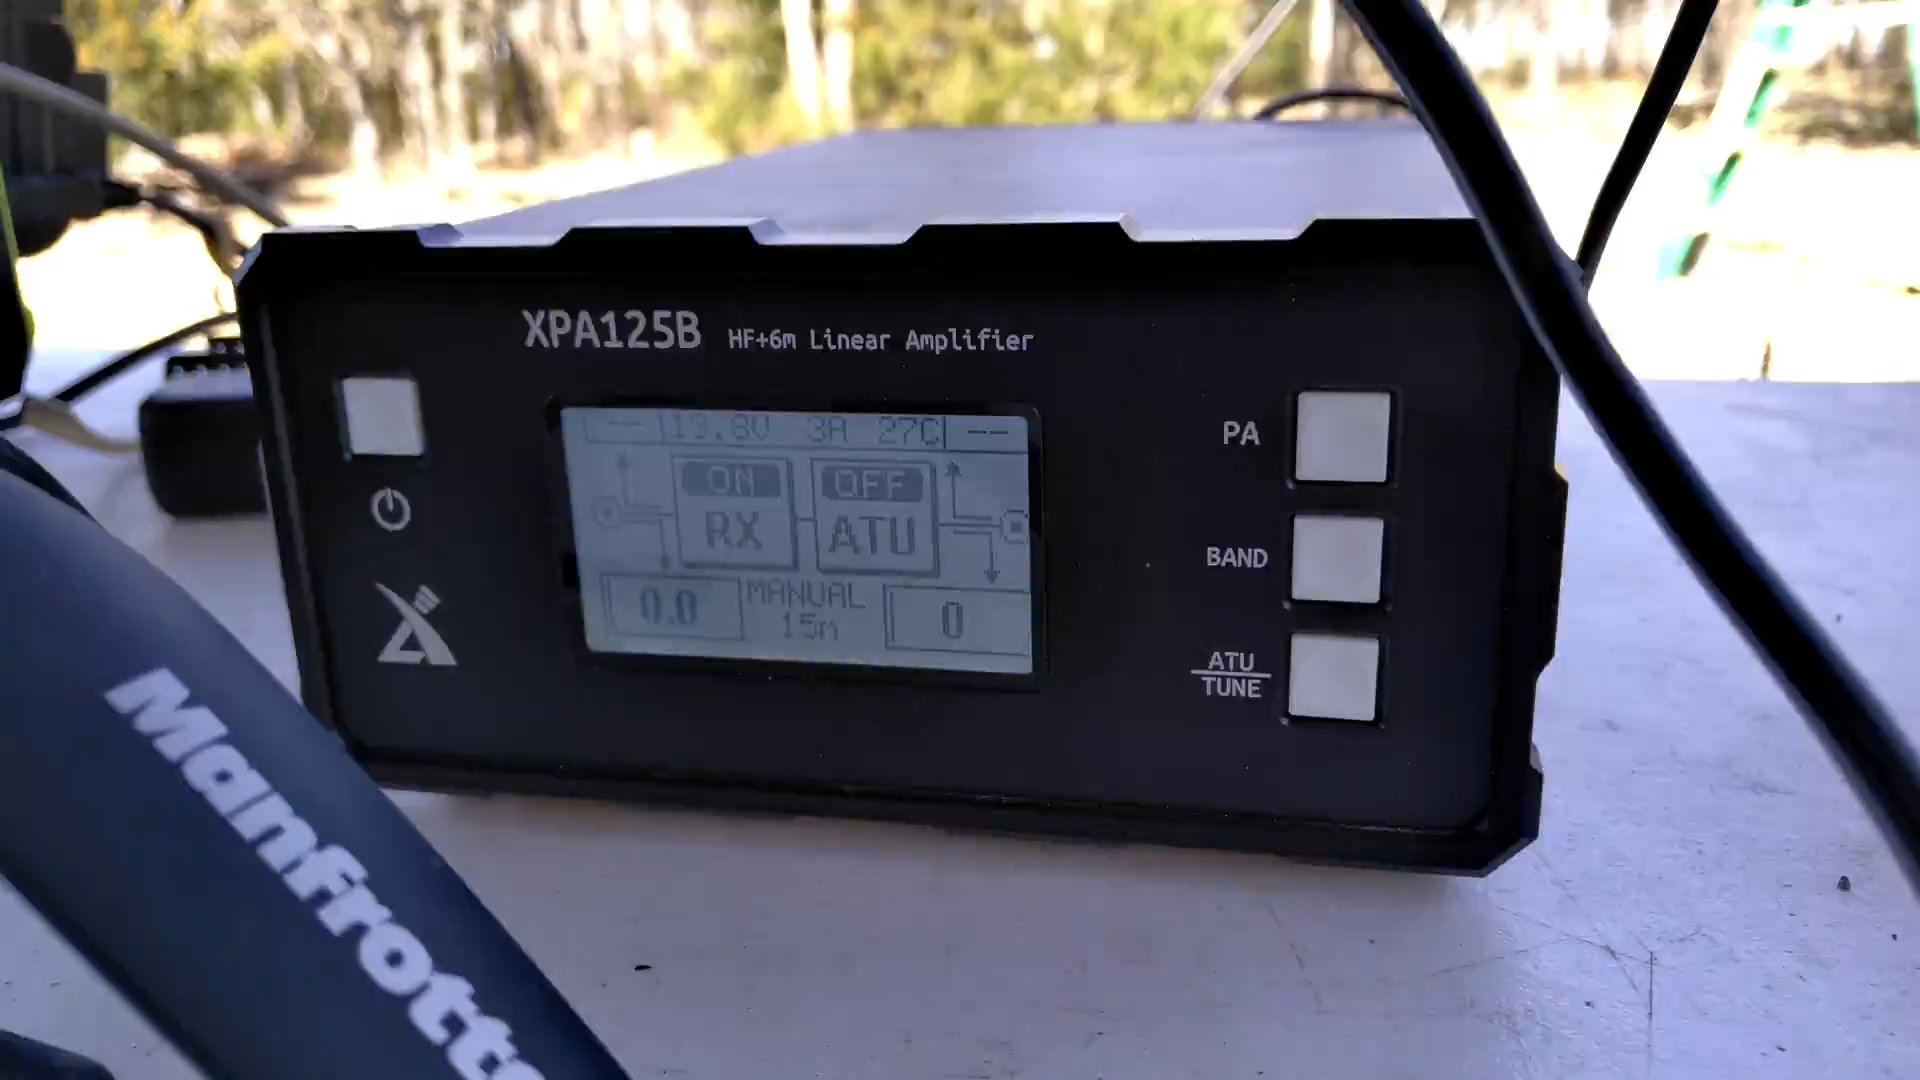 XPA125B HF+6m Linear Amplifier
-- 13.8V 3A 27C --
ON OFF
RX ATU
0.0 MANUAL 0
15m
PA
BAND
ATU
TUNE
Manfrotto